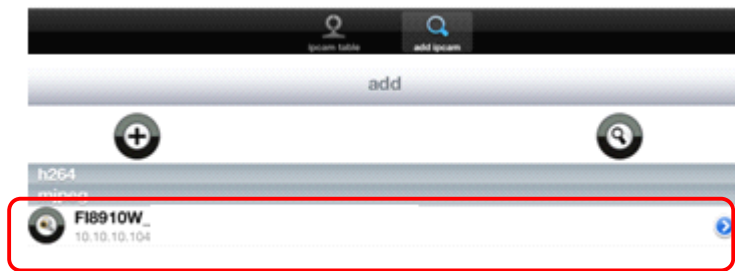 ipcam table
add ipcam
add
h264
mjpeg
FI8910W_
10.10.10.104